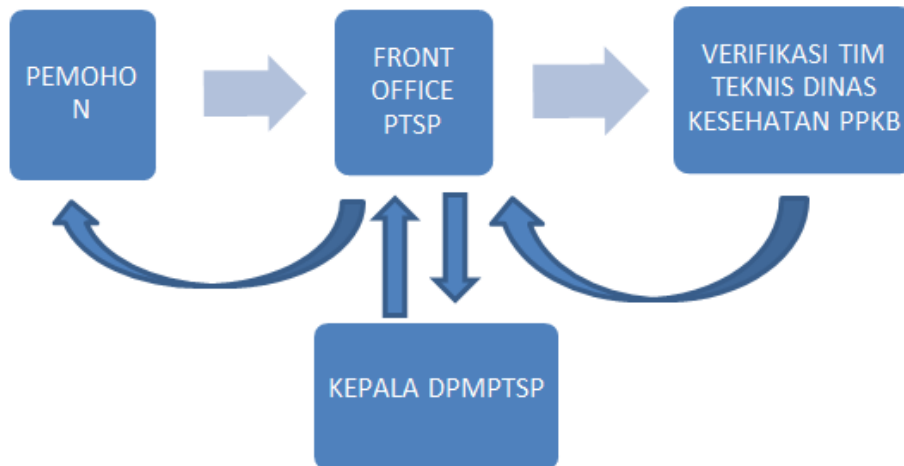 PEMOHO
N
FRONT
OFFICE
PTSP
VERIFIKASI TIM
TEKNIS DINAS
KESEHATAN PPKB
KEPALA DPMPTSP